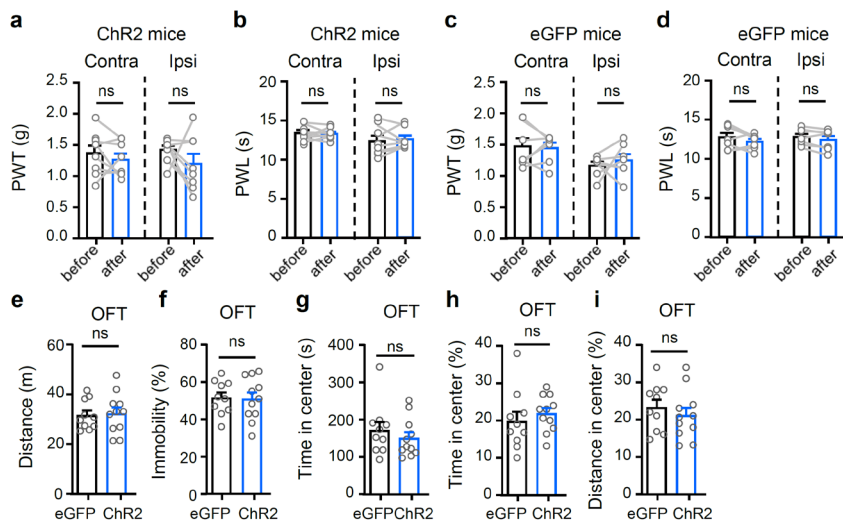 a
ChR2 mice
Contra Ipsi
ns ns
PWT (g)
2.5
2.0
1.5
1.0
0.5
0.0
before after before after
b
ChR2 mice
Contra Ipsi
ns ns
PWL (s)
20
15
10
5
0
before after before after
c
eGFP mice
Contra Ipsi
ns ns
PWT (g)
2.5
2.0
1.5
1.0
0.5
0.0
before after before after
d
eGFP mice
Contra Ipsi
ns ns
PWL (s)
20
15
10
5
0
before after before after
e
OFT
ns
Distance (m)
60
40
20
0
eGFP ChR2
f
OFT
ns
Immobility (%)
80
60
40
20
0
eGFP ChR2
g
OFT
ns
Time in center (s)
400
300
200
100
0
eGFP ChR2
h
OFT
ns
Time in center (%)
40
30
20
10
0
eGFP ChR2
i
OFT
ns
Distance in center (%)
40
30
20
10
0
eGFP ChR2